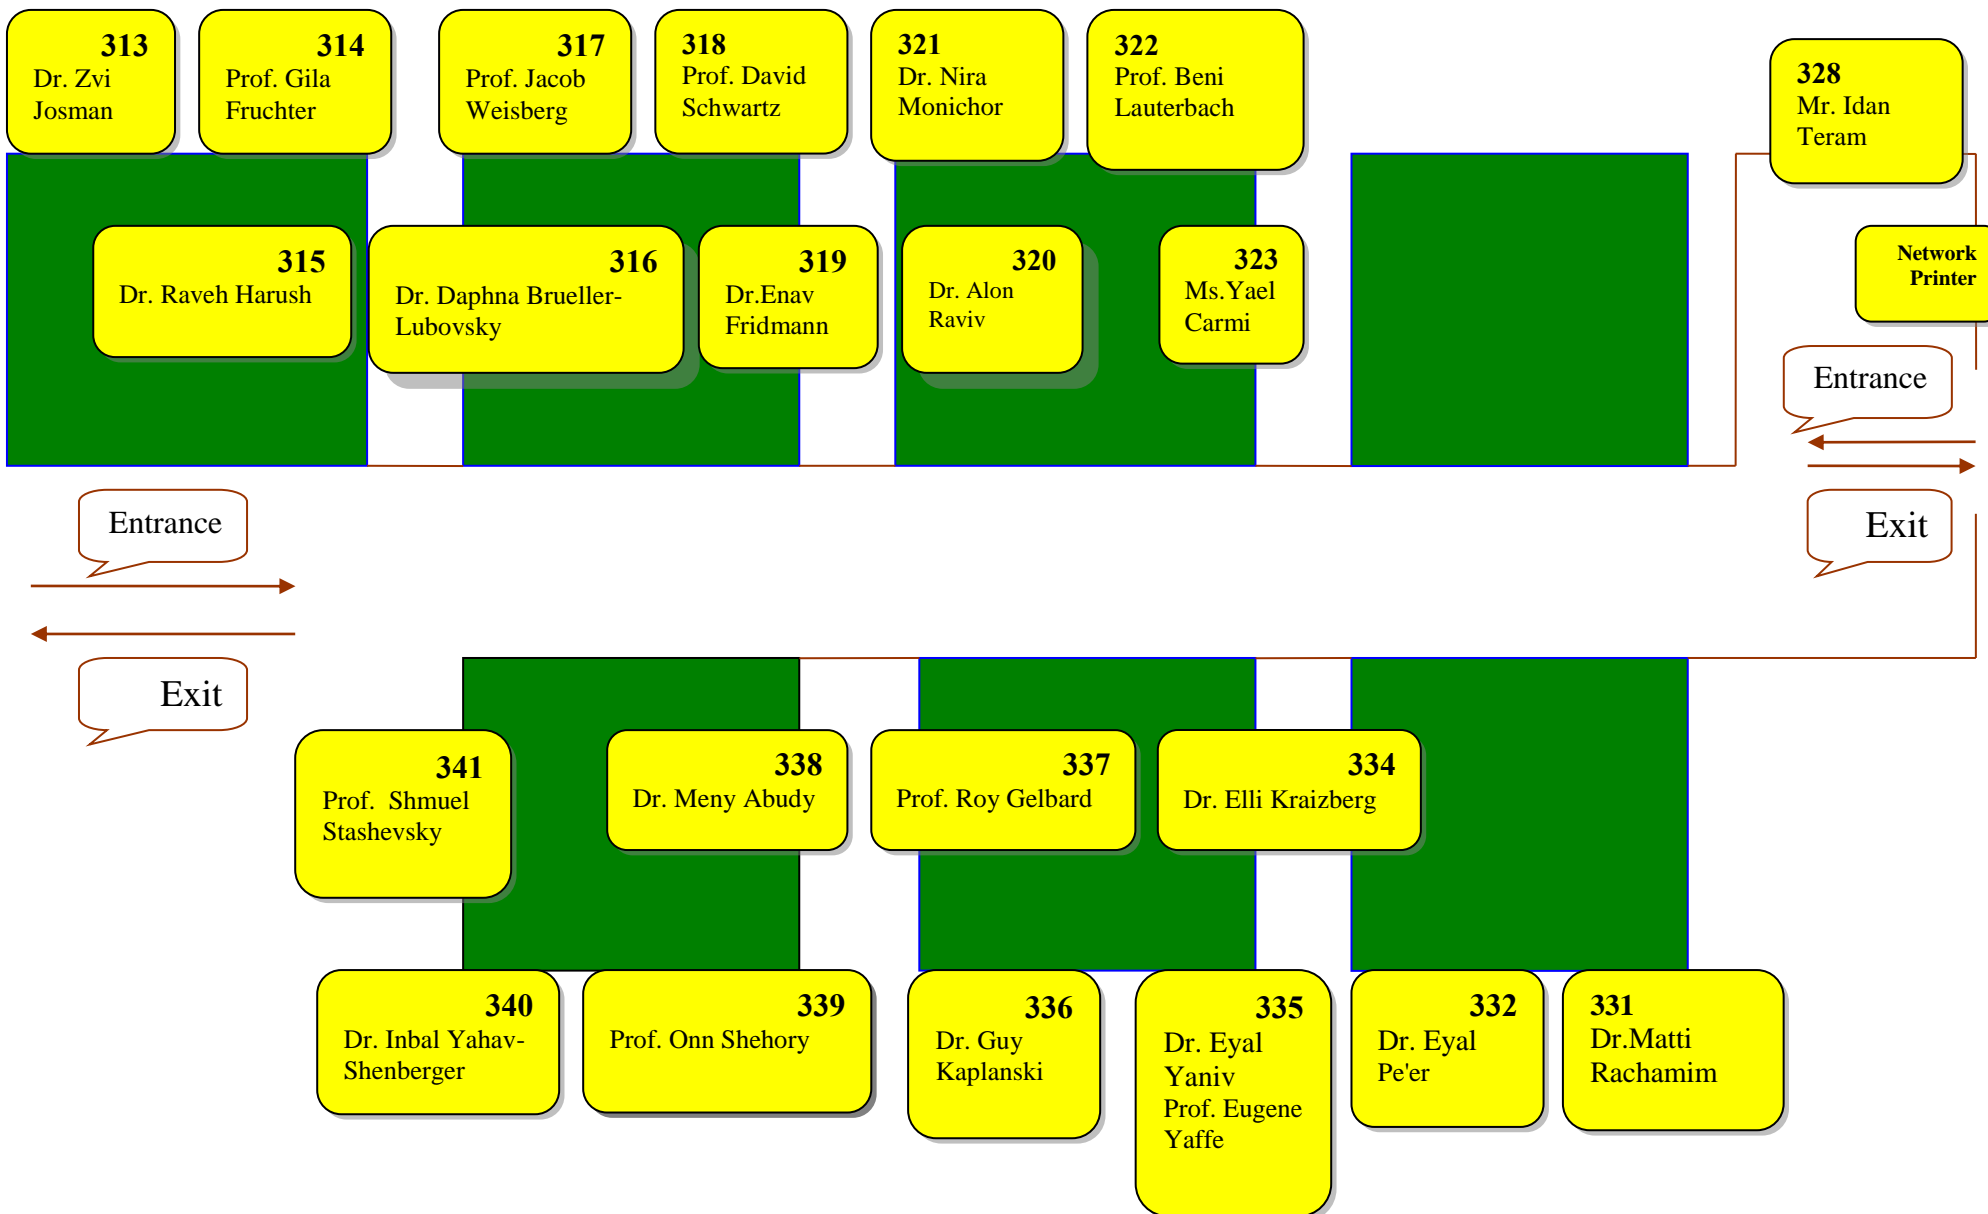 313
Dr. Zvi
Josman
314
Prof. Gila
Fruchter
317
Prof. Jacob
Weisberg
318
Prof. David
Schwartz
321
Dr. Nira
Monichor
322
Prof. Beni
Lauterbach
328
Mr. Idan
Teram
315
Dr. Raveh Harush
316
Dr. Daphna Brueller-
Lubovsky
319
Dr.Enav
Fridmann
320
Dr. Alon
Raviv
323
Ms.Yael
Carmi
Network
Printer
Entrance
Exit
Entrance
Exit
341
Prof.  Shmuel
Stashevsky
338
Dr. Meny Abudy
337
Prof. Roy Gelbard
334
Dr. Elli Kraizberg
340
Dr. Inbal Yahav-
Shenberger
339
Prof. Onn Shehory
336
Dr. Guy
Kaplanski
335
Dr. Eyal
Yaniv
Prof. Eugene
Yaffe
332
Dr. Eyal
Pe'er
331
Dr.Matti
Rachamim